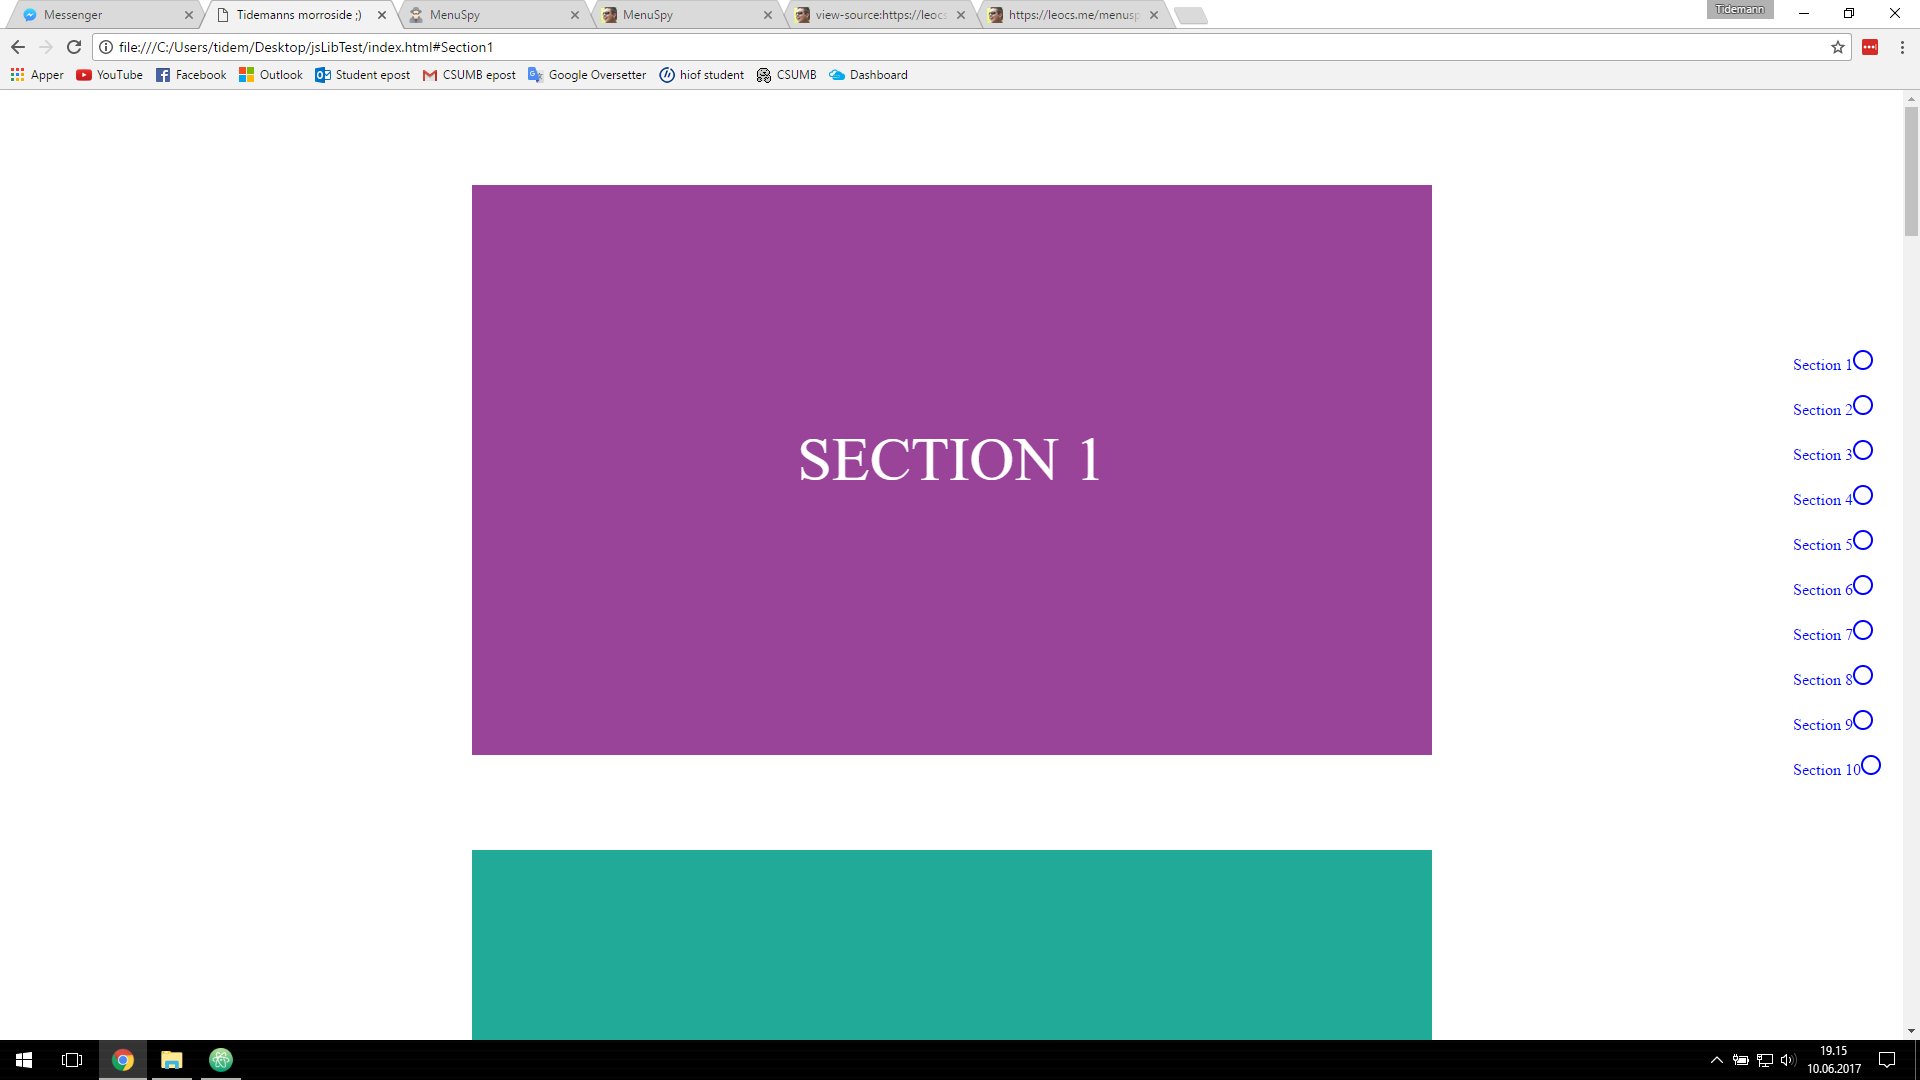 Messenger
Tidemanns morroside ;)
MenuSpy
MenuSpy
view-source:https://leocs
https://leocs.me/menusp
Tidemann
file:///C:/Users/tidem/Desktop/jsLibTest/index.html#Section1
Apper
YouTube
Facebook
Outlook
Student epost
CSUMB epost
Google Oversetter
hiof student
CSUMB
Dashboard
SECTION 1
Section 1
Section 2
Section 3
Section 4
Section 5
Section 6
Section 7
Section 8
Section 9
Section 10
19.15
10.06.2017